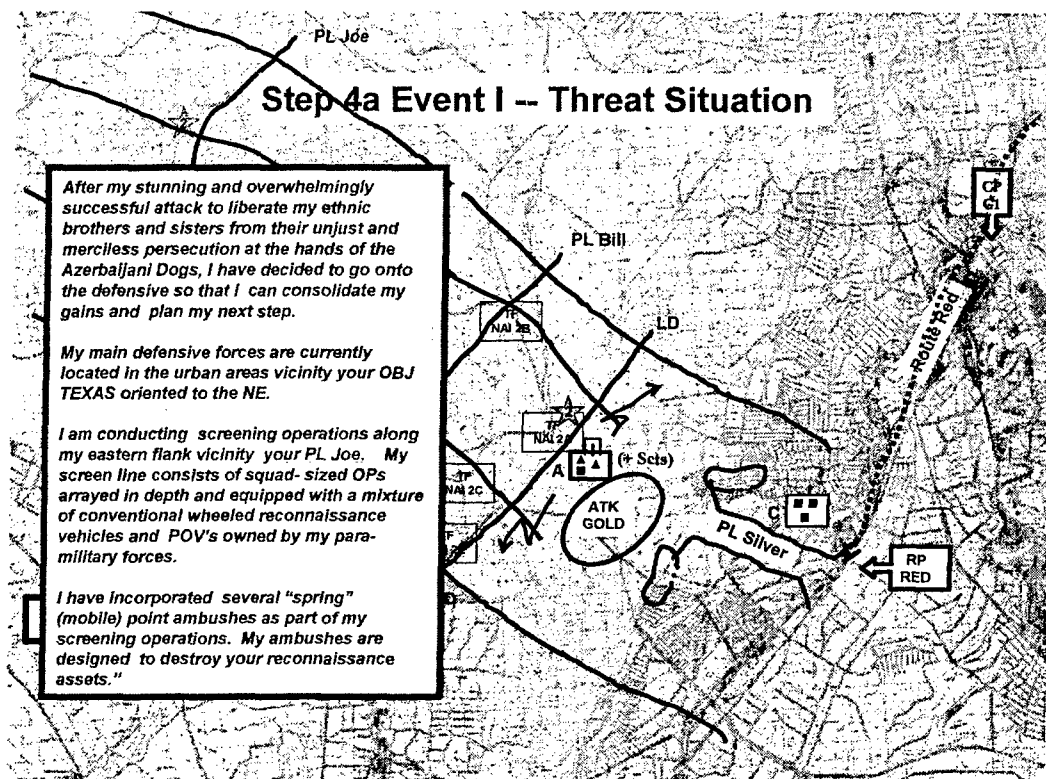 PL Joe
Step 4a Event I -- Threat Situation
After my stunning and overwhelmingly
successful attack to liberate my ethnic
brothers and sisters from their unjust and
merciless persecution at the hands of the
Azerbaijani Dogs, I have decided to go onto
the defensive so that I can consolidate my
gains and plan my next step.
My main defensive forces are currently
located in the urban areas vicinity your OBJ
TEXAS oriented to the NE.
I am conducting screening operations along
my eastern flank vicinity your PL Joe. My
screen line consists of squad- sized OPs
arrayed in depth and equipped with a mixture
of conventional wheeled reconnaissance
vehicles and POV's owned by my para-
military forces.
I have incorporated several "spring"
(mobile) point ambushes as part of my
screening operations. My ambushes are
designed to destroy your reconnaissance
assets."
PL Bill
TF
NAI 2B
LD
TF
NAI 2A
A
(+ Scts)
TF
NAI 2C
ATK
GOLD
C
PL Silver
Route Red
RP
RED